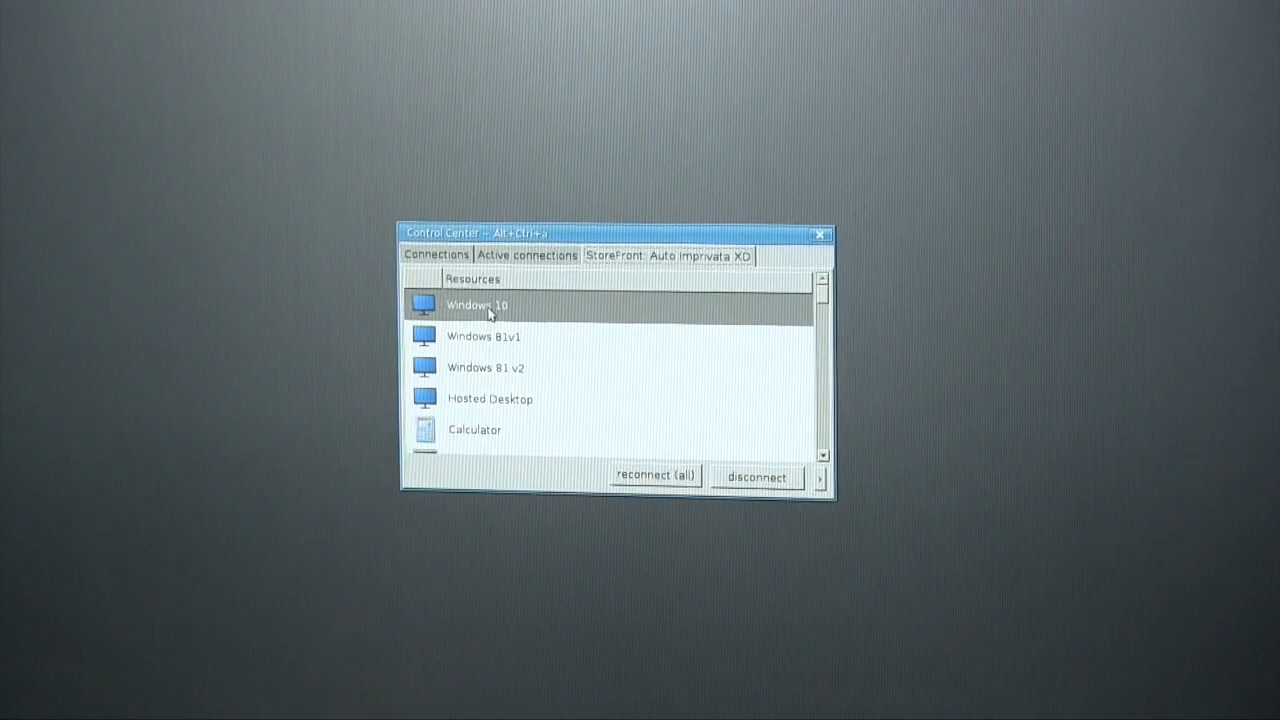 Control Center - Alt+Ctrl+a
Connections
Active connections
StoreFront: Auto Imprivata XD
Resources
Windows 10
Windows 81v1
Windows 81 v2
Hosted Desktop
Calculator
reconnect (all)
disconnect